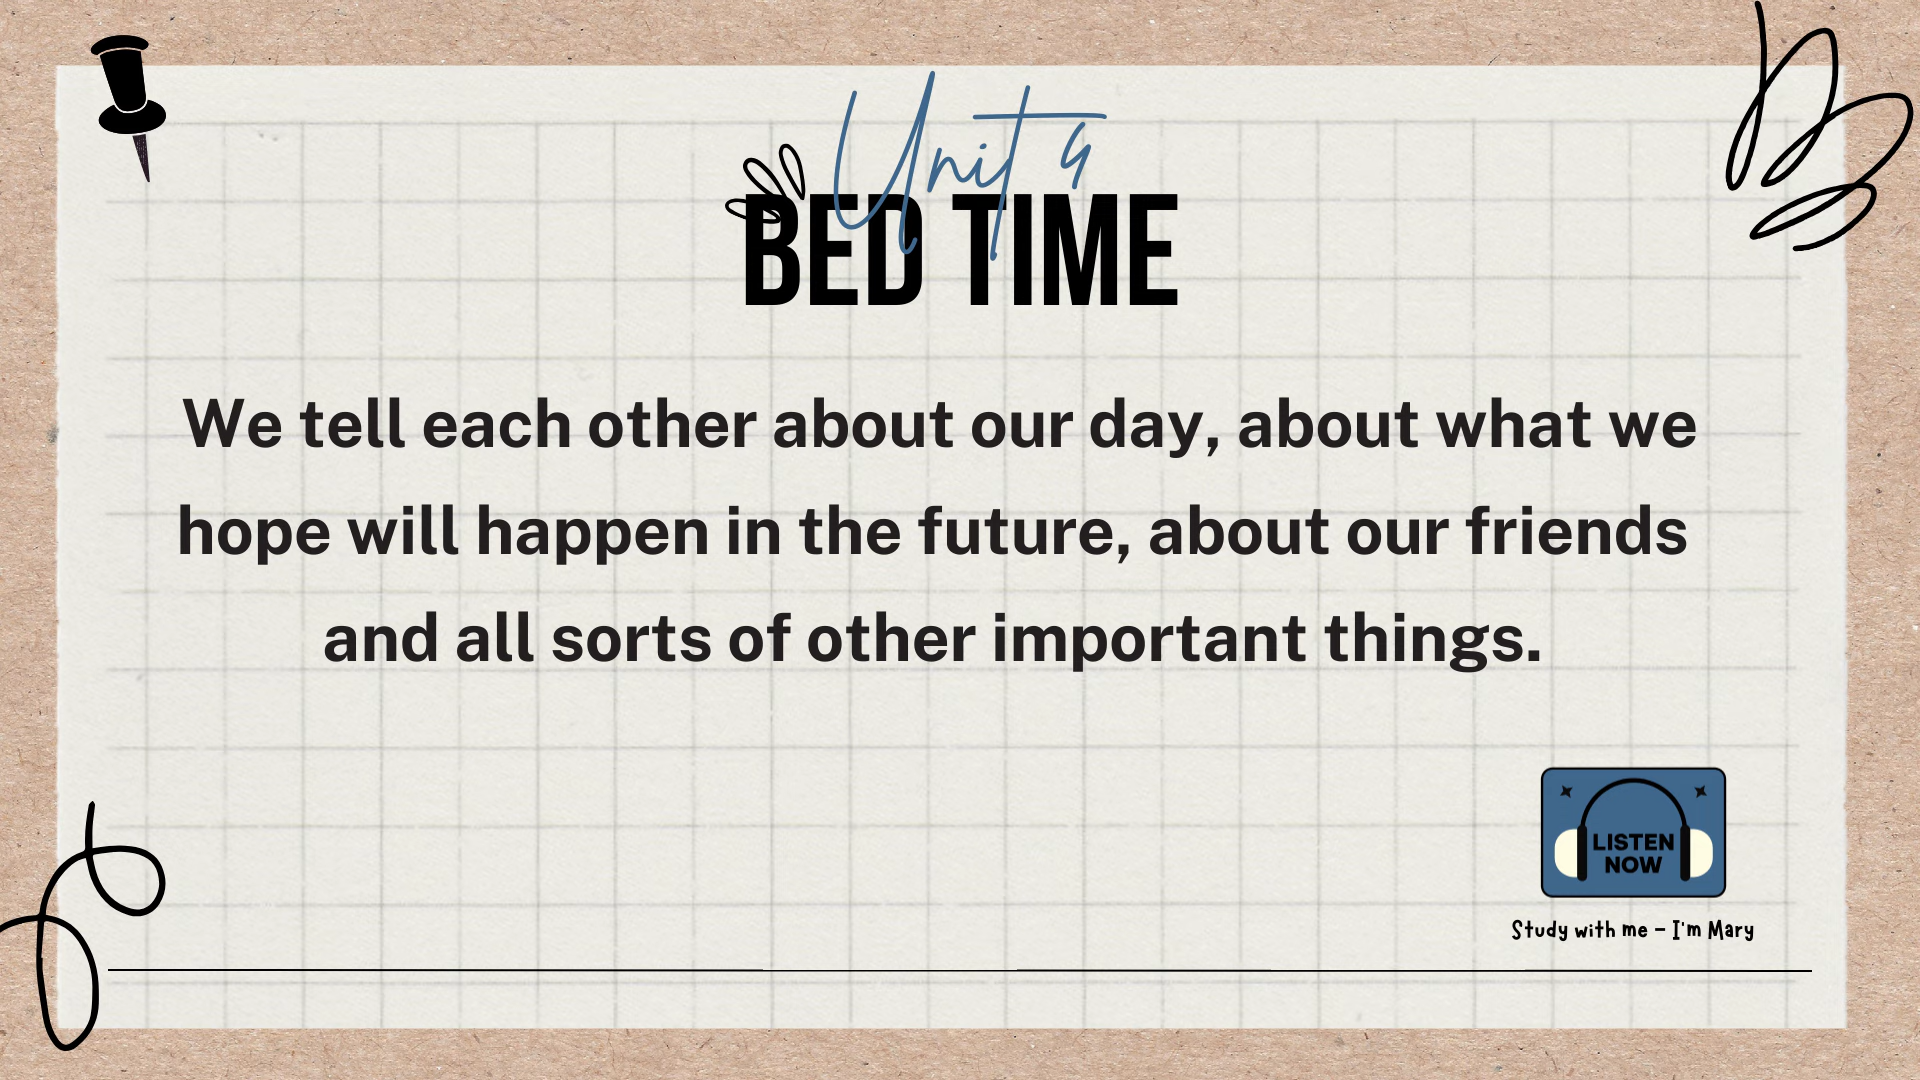 Unit 4
BED TIME
We tell each other about our day, about what we
hope will happen in the future, about our friends
and all sorts of other important things.
LISTEN
NOW
Study with me – I'm Mary